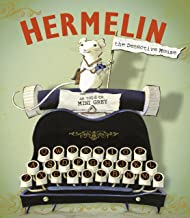 HERMELIN
the Detective Mouse
as told to
MINI GREY